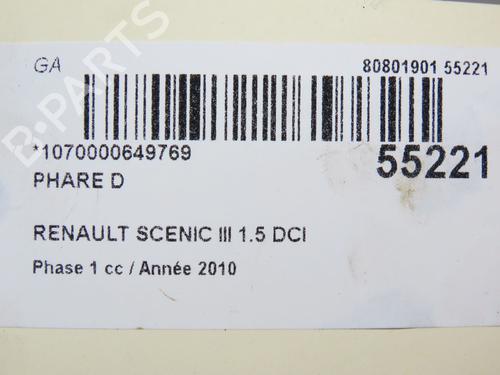 GA 80801901 55221
*1070000649769 55221
PHARE D
RENAULT SCENIC III 1.5 DCI
Phase 1 cc / Année 2010
B-PARTS